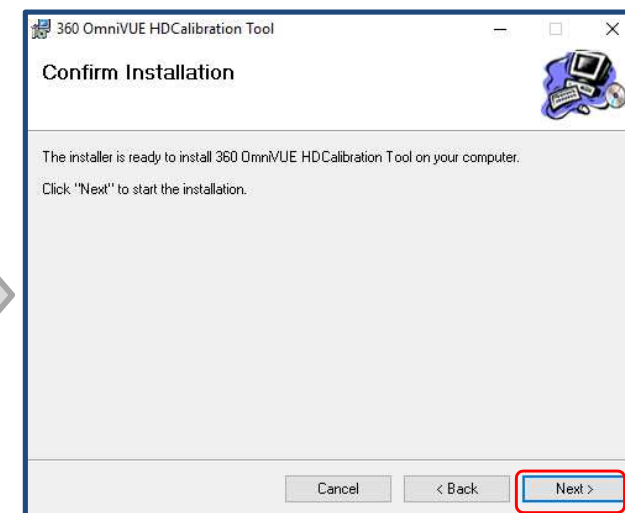 360 OmniVUE HDCalibration Tool
Confirm Installation
The installer is ready to install 360 OmniVUE HDCalibration Tool on your computer.
Click "Next" to start the installation.
Cancel
< Back
Next >